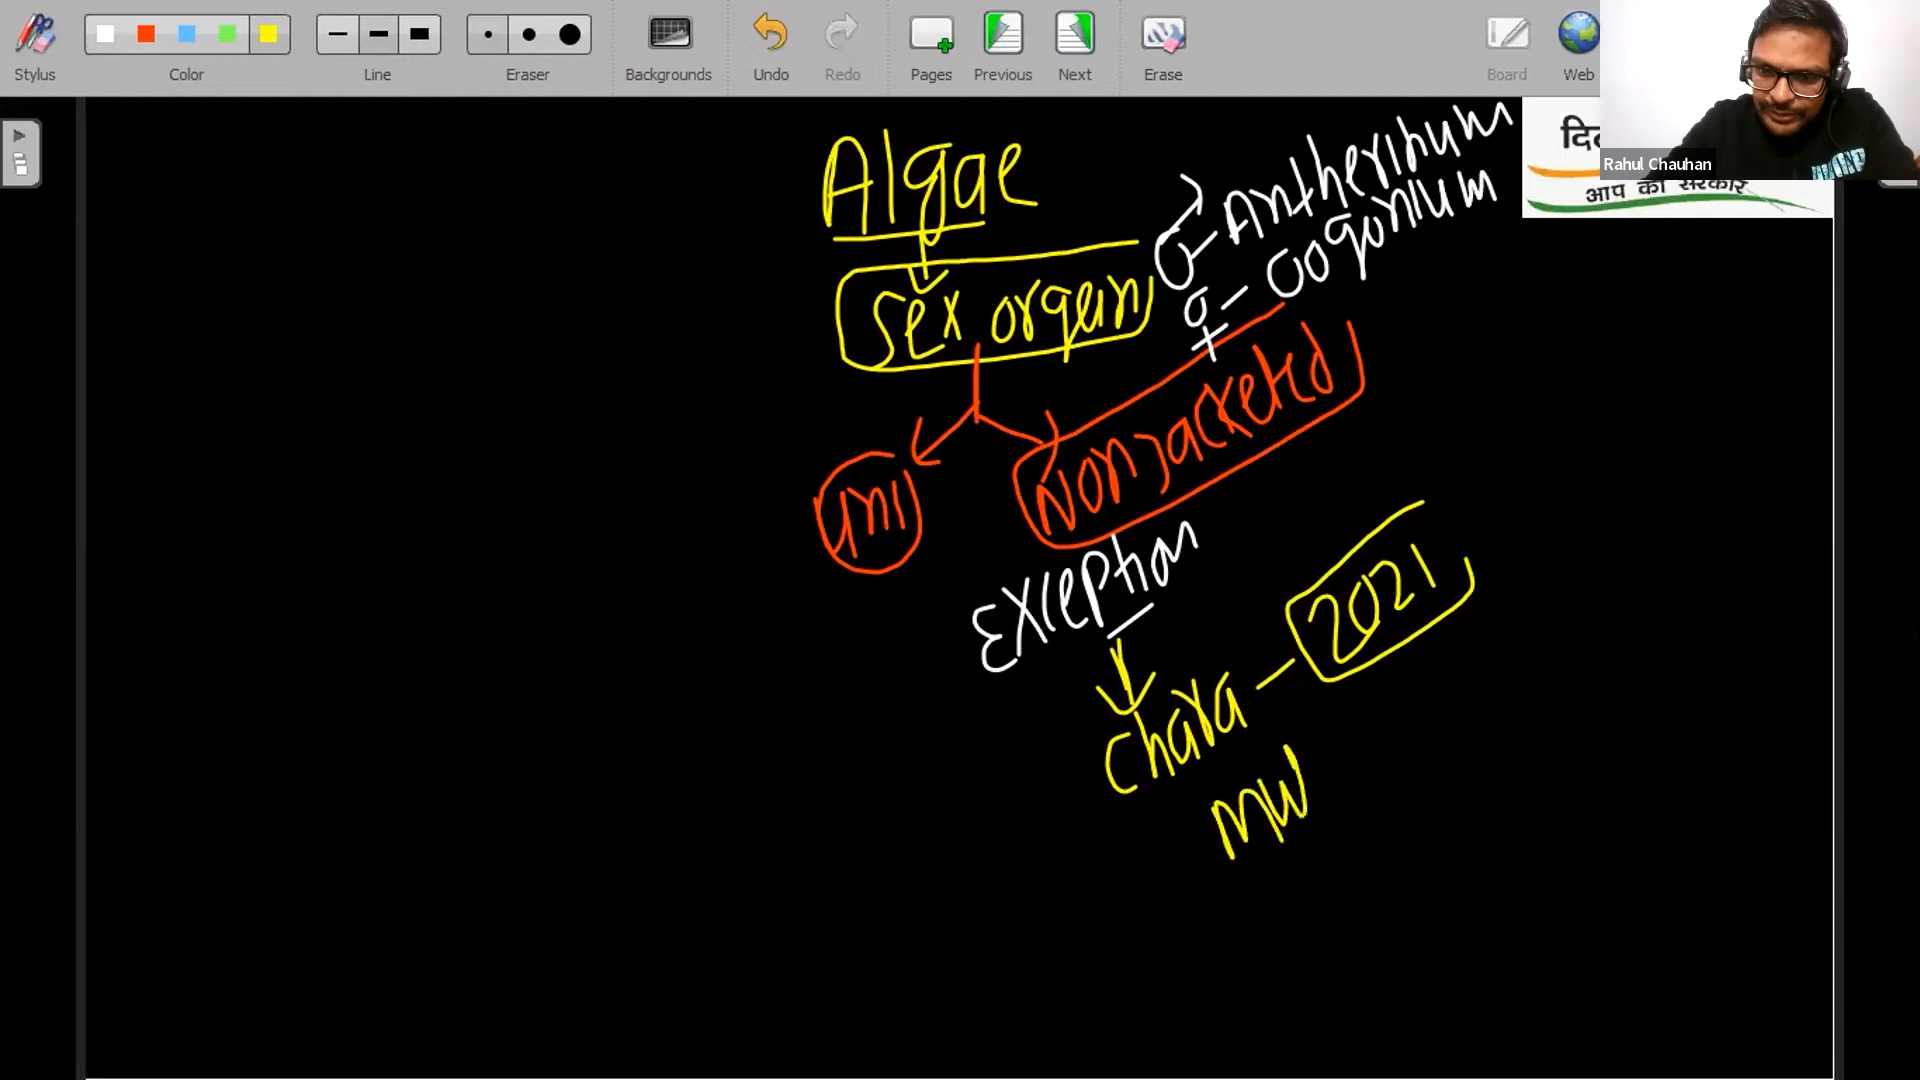 Stylus
Color
Line
Eraser
Backgrounds
Undo
Redo
Pages
Previous
Next
Erase
Board
Web
Rahul Chauhan
आप की सरकार
Algae
Sex organ
♂ - Antheridium
♀ - Oogonium
Uni
Nonjacketed
Exception
Chara - 2021
MW